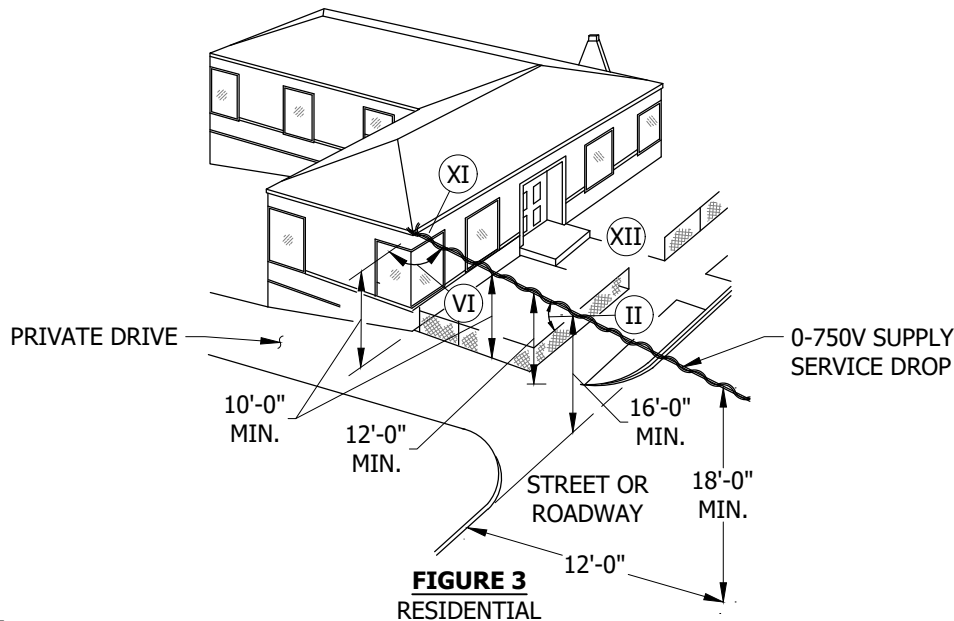 XI
XII
VI
II
PRIVATE DRIVE
0-750V SUPPLY
SERVICE DROP
10'-0"
MIN.
12'-0"
MIN.
16'-0"
MIN.
18'-0"
MIN.
STREET OR
ROADWAY
12'-0"
FIGURE 3
RESIDENTIAL